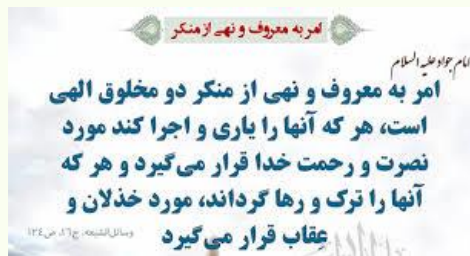 امر به معروف و نهی از منکر
امام جواد علیه السلام
امر به معروف و نهی از منکر دو مخلوق الهی
است، هر که آنها را یاری و اجرا کند مورد
نصرت و رحمت خدا قرار می‌گیرد و هر که
آنها را ترک و رها گرداند، مورد خذلان و
عقاب قرار می‌گیرد
وسائل‌الشیعه، ج١٦، ص١٢٤